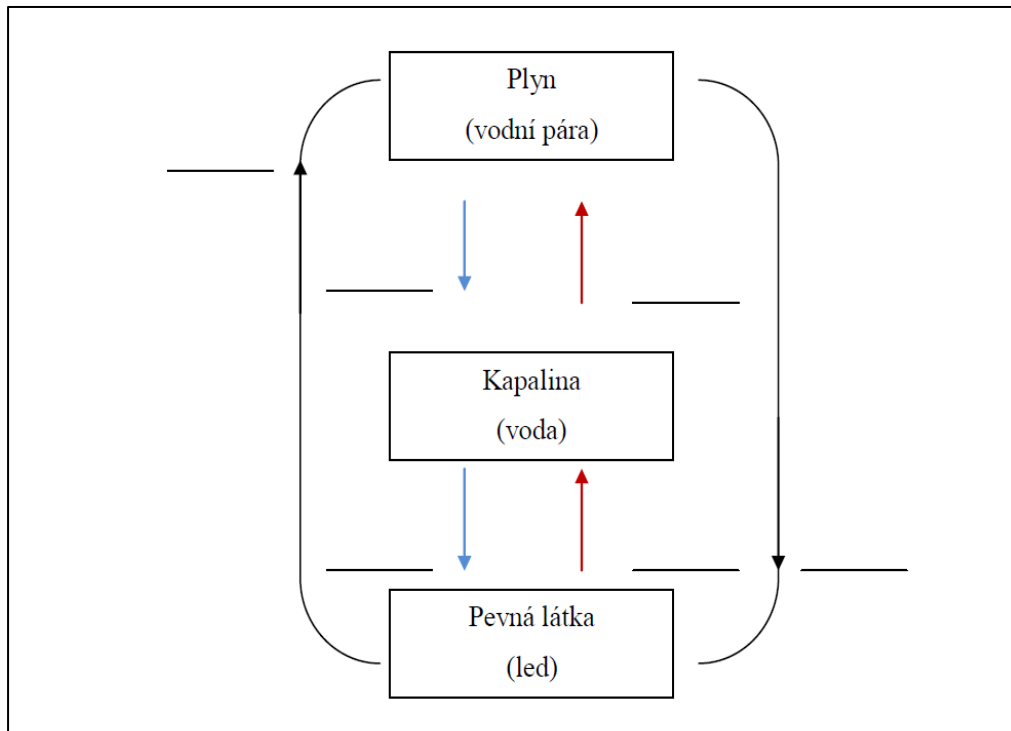 Plyn
(vodní pára)
Kapalina
(voda)
Pevná látka
(led)